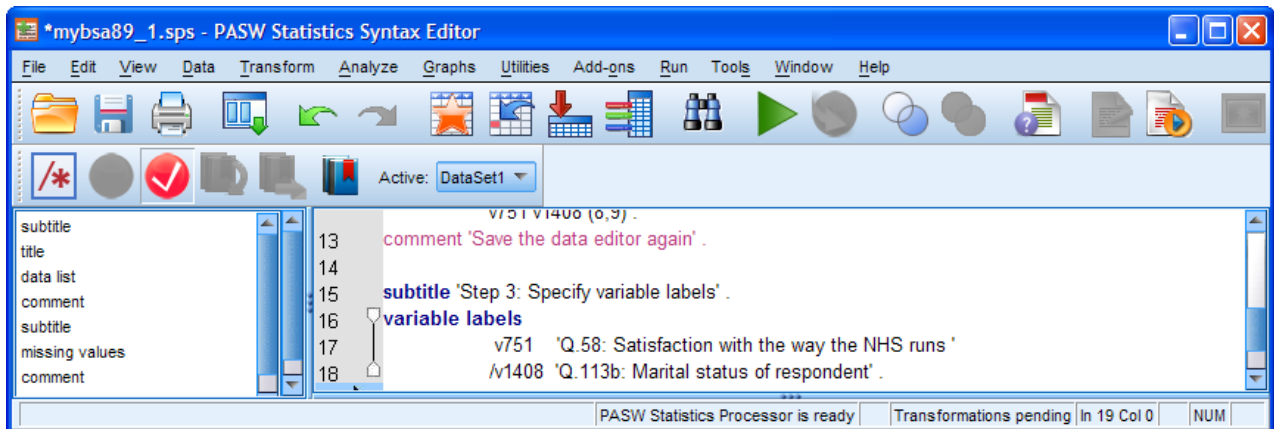 *mybsa89_1.sps - PASW Statistics Syntax Editor
File Edit View Data Transform Analyze Graphs Utilities Add-ons Run Tools Window Help
/*
Active: DataSet1
subtitle
title
data list
comment
subtitle
missing values
comment
v751 v1408 (8,9) .
13 comment 'Save the data editor again' .
14
15 subtitle 'Step 3: Specify variable labels' .
16 variable labels
17 v751 'Q.58: Satisfaction with the way the NHS runs '
18 /v1408 'Q.113b: Marital status of respondent' .
PASW Statistics Processor is ready Transformations pending In 19 Col 0 NUM